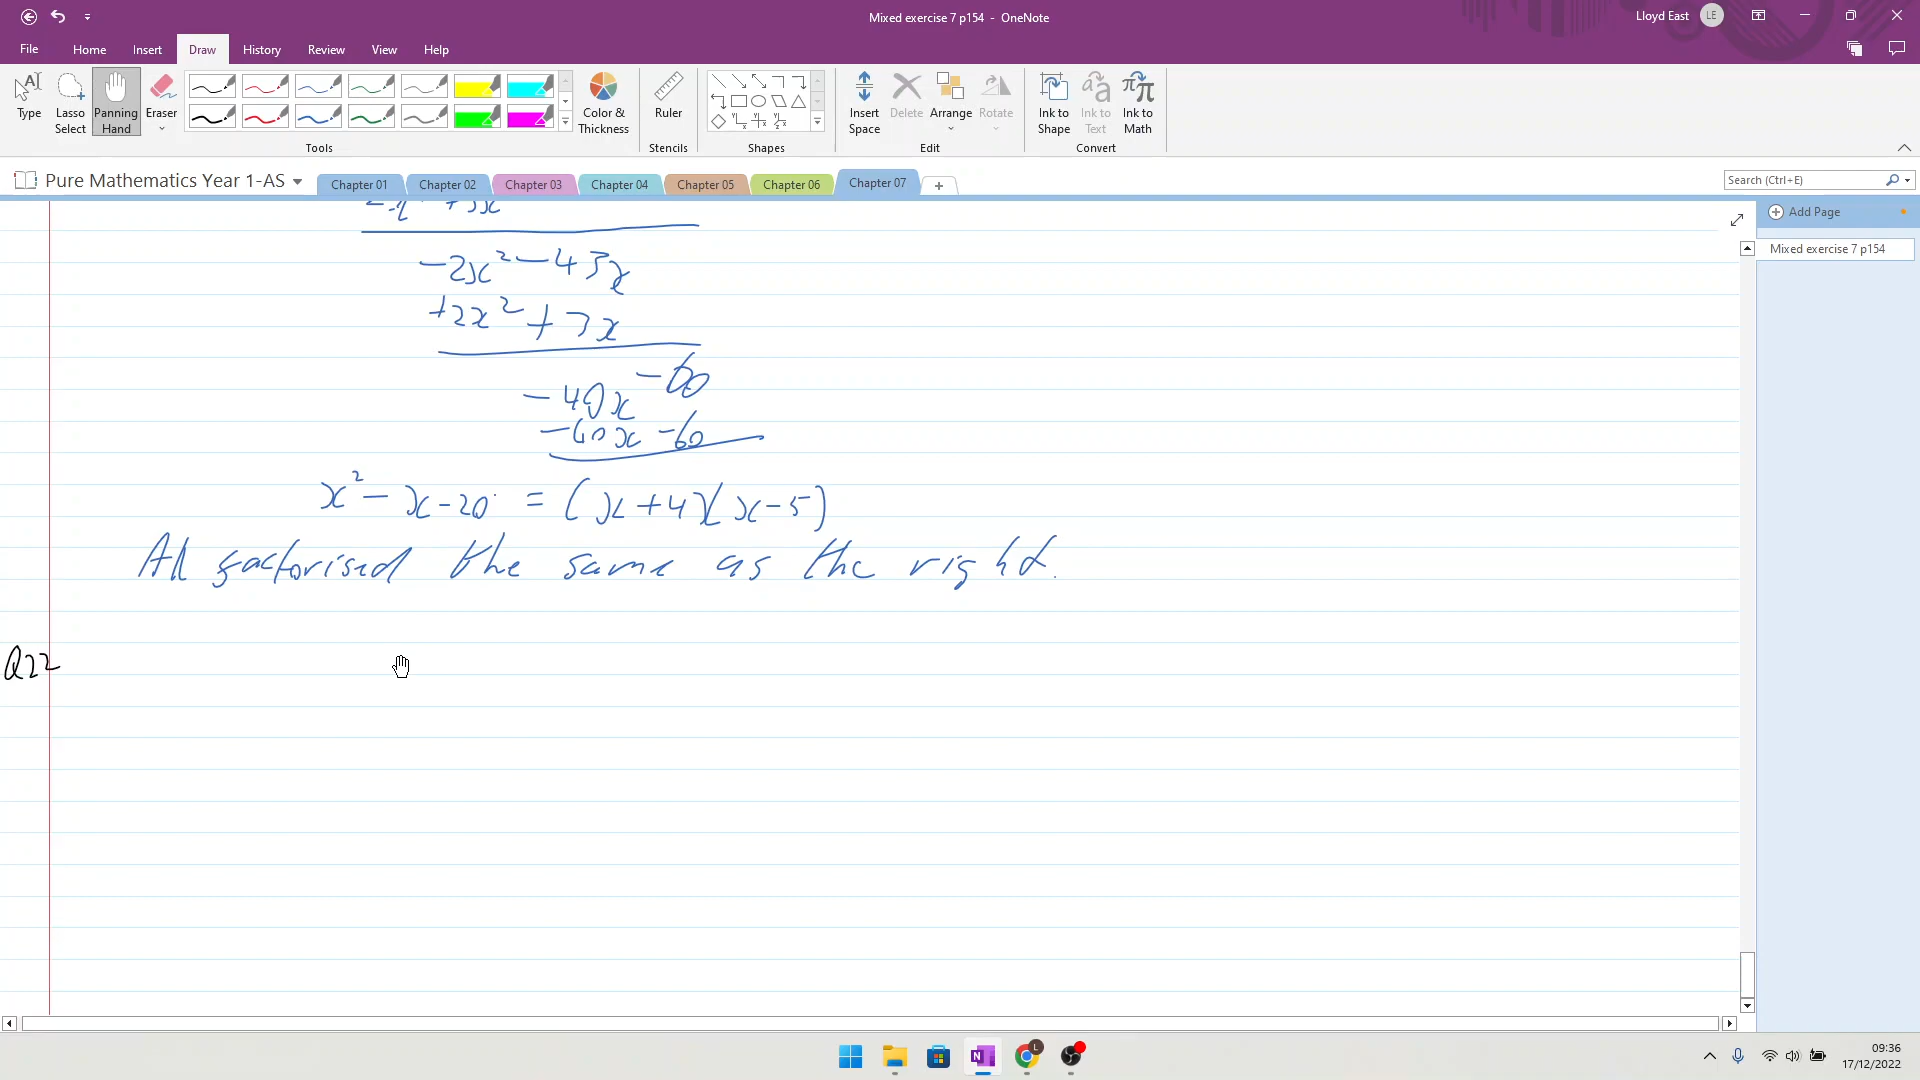 Mixed exercise 7 p154 - OneNote
Lloyd East LE
File Home Insert Draw History Review View Help
Type
Lasso Select
Panning Hand
Eraser
Tools
Color & Thickness
Ruler
Stencils
Shapes
Insert Space
Delete
Arrange
Rotate
Edit
Ink to Shape
Ink to Text
Ink to Math
Convert
Pure Mathematics Year 1-AS
Chapter 01 Chapter 02 Chapter 03 Chapter 04 Chapter 05 Chapter 06 Chapter 07 +
Search (Ctrl+E)
Add Page
Mixed exercise 7 p154
-2x² - 43x
+2x² + 3x
-40x - 60
-40x - 60
x² - x - 20 = (x+4)(x-5)
All factorised the same as the right.
Q22
09:36
17/12/2022